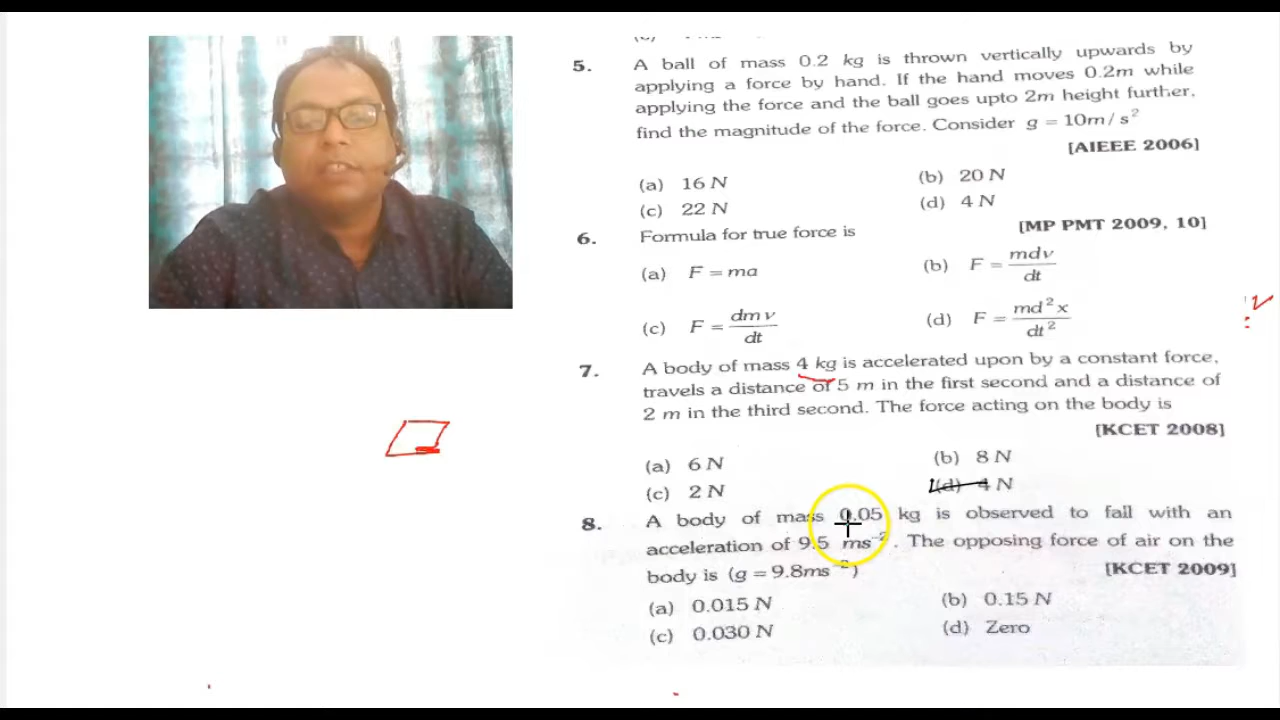 5. A ball of mass 0.2 kg is thrown vertically upwards by
applying a force by hand. If the hand moves 0.2m while
applying the force and the ball goes upto 2m height further,
find the magnitude of the force. Consider g = 10m/s²
[AIEEE 2006]
(a) 16 N (b) 20 N
(c) 22 N (d) 4 N
6. Formula for true force is [MP PMT 2009, 10]
(a) F = ma (b) F = mdv/dt
(c) F = dmv/dt (d) F = md²x/dt²
7. A body of mass 4 kg is accelerated upon by a constant force,
travels a distance of 5 m in the first second and a distance of
2 m in the third second. The force acting on the body is
[KCET 2008]
(a) 6 N (b) 8 N
(c) 2 N (d) 4 N
8. A body of mass 0.05 kg is observed to fall with an
acceleration of 9.5 ms⁻². The opposing force of air on the
body is (g = 9.8ms⁻²) [KCET 2009]
(a) 0.015 N (b) 0.15 N
(c) 0.030 N (d) Zero